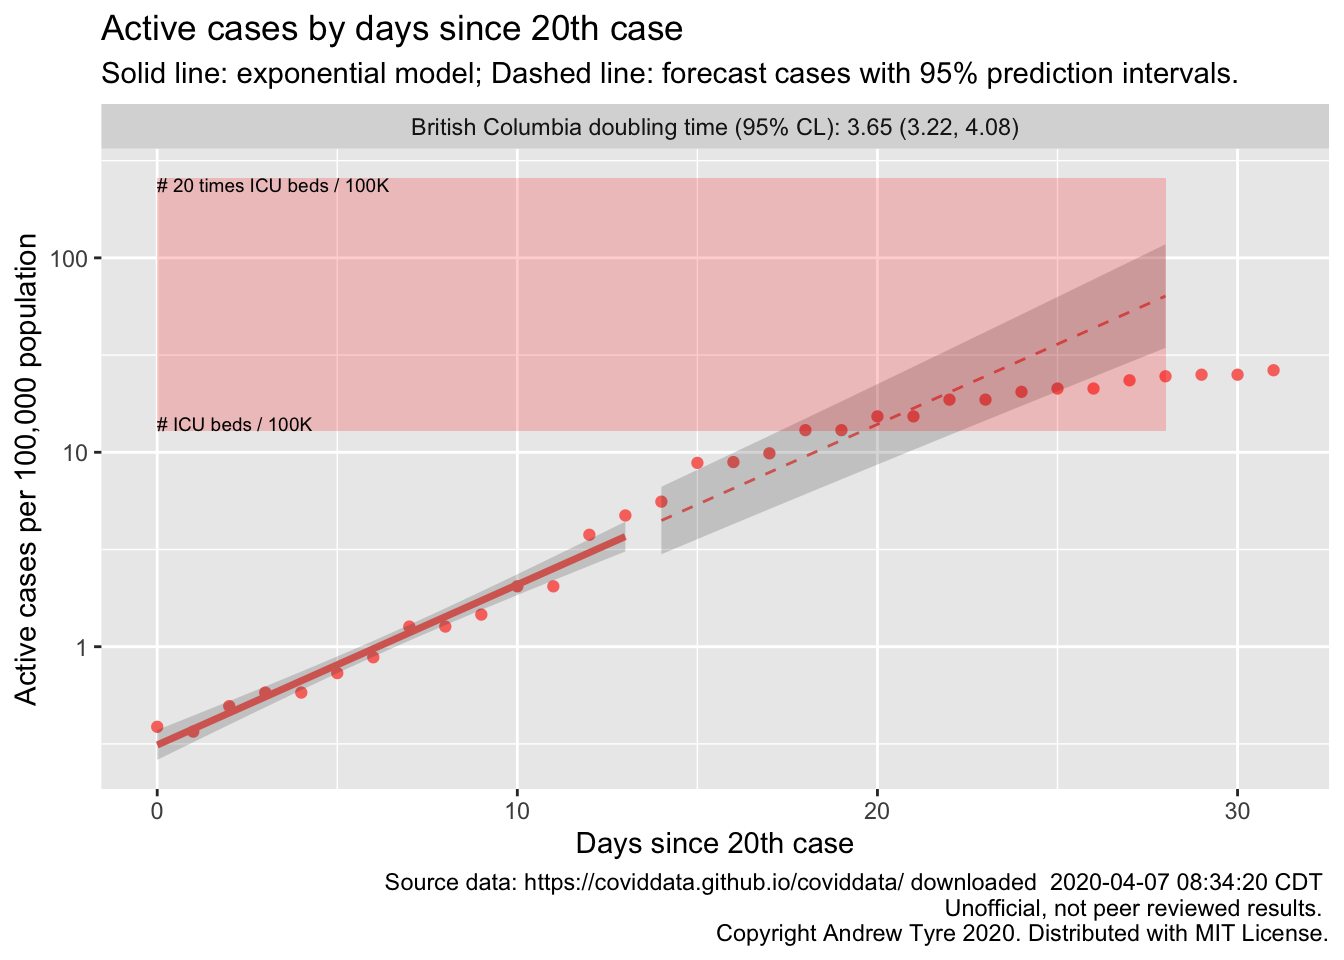 Active cases by days since 20th case
Solid line: exponential model; Dashed line: forecast cases with 95% prediction intervals.
British Columbia doubling time (95% CL): 3.65 (3.22, 4.08)
# 20 times ICU beds / 100K
# ICU beds / 100K
Active cases per 100,000 population
100
10
1
0
10
20
30
Days since 20th case
Source data: https://coviddata.github.io/coviddata/ downloaded  2020-04-07 08:34:20 CDT
Unofficial, not peer reviewed results.
Copyright Andrew Tyre 2020. Distributed with MIT License.